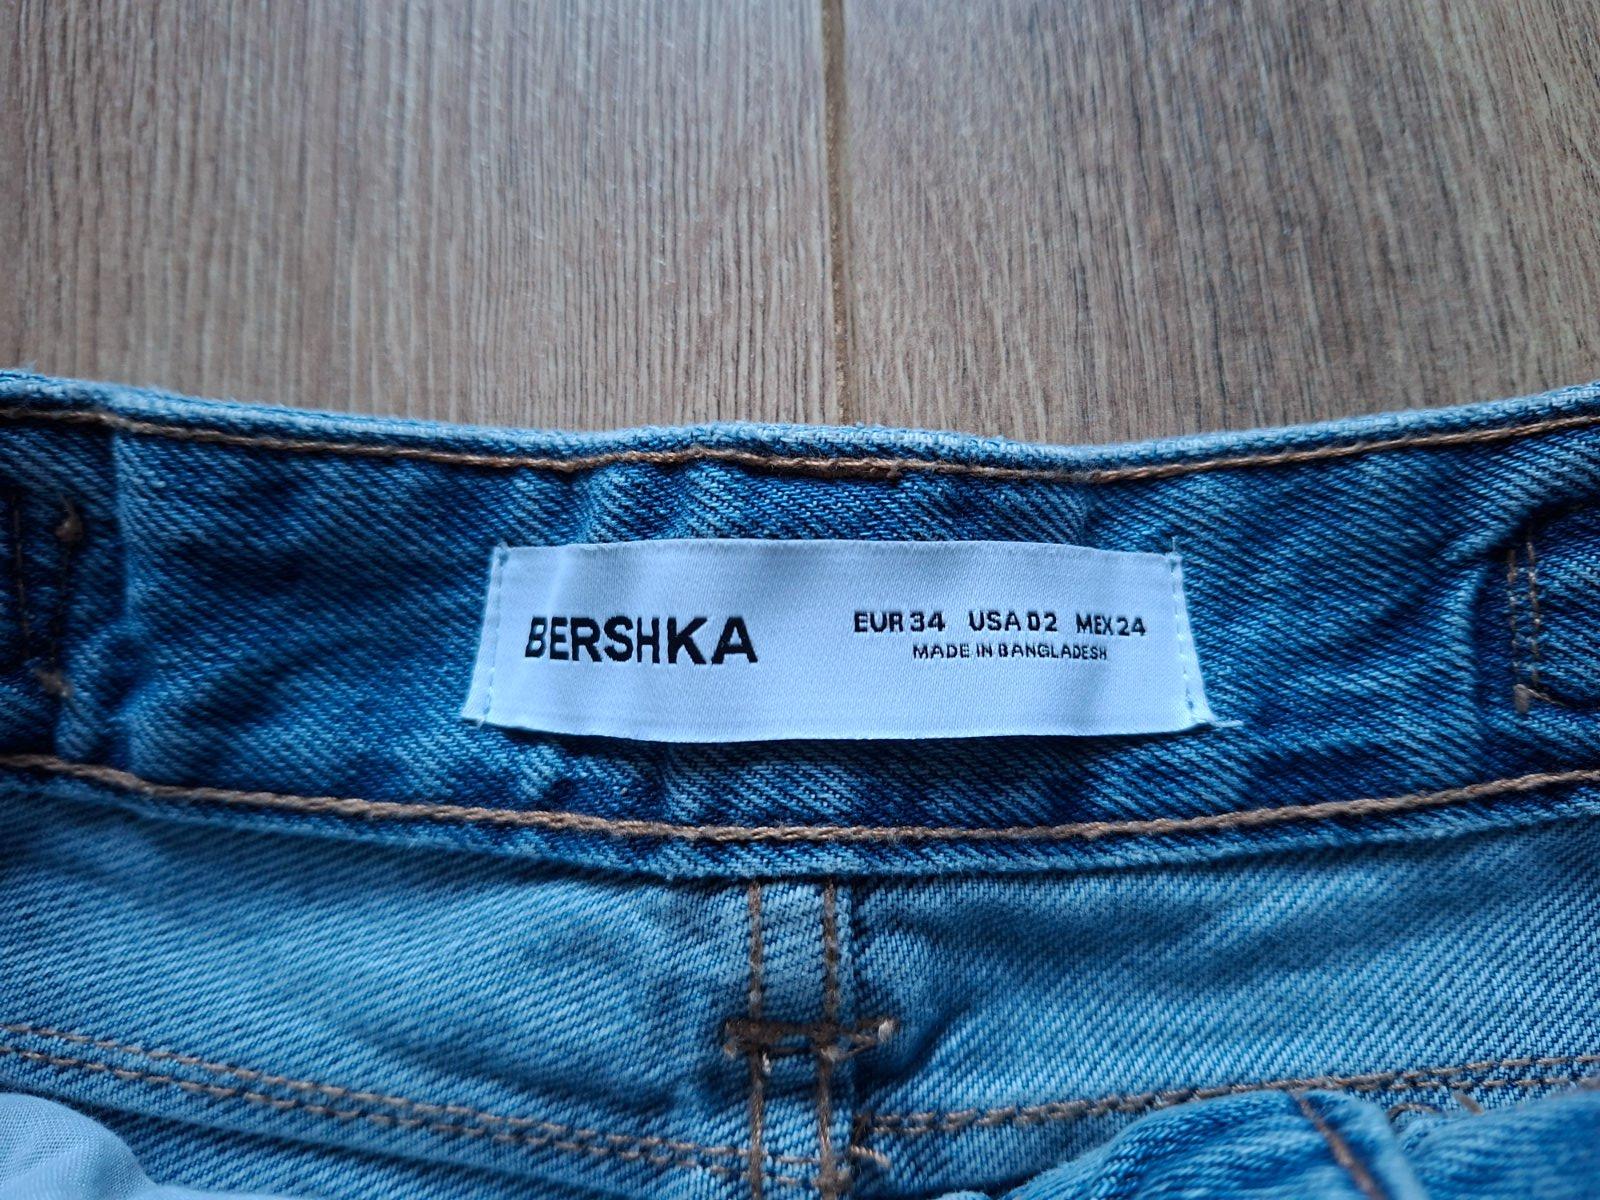 BERSHKA
EUR 34 USA 02 MEX 24
MADE IN BANGLADESH